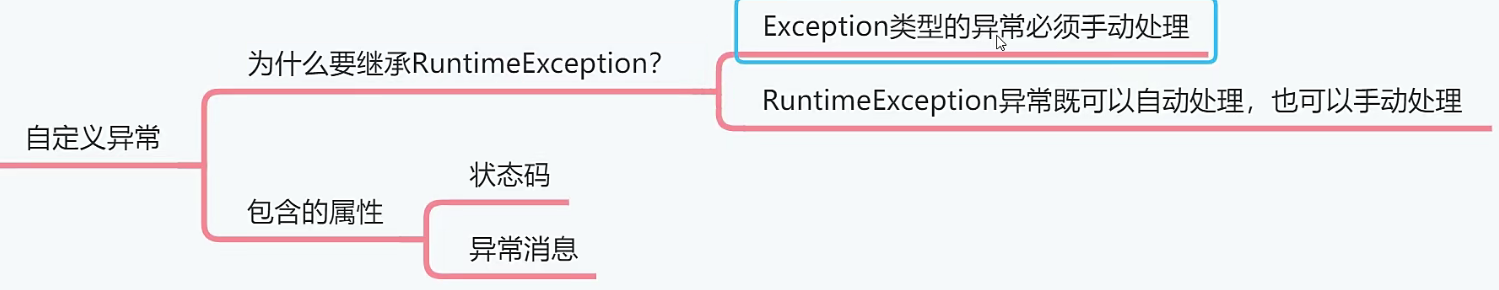 自定义异常
为什么要继承RuntimeException？
Exception类型的异常必须手动处理
RuntimeException异常既可以自动处理，也可以手动处理
包含的属性
状态码
异常消息